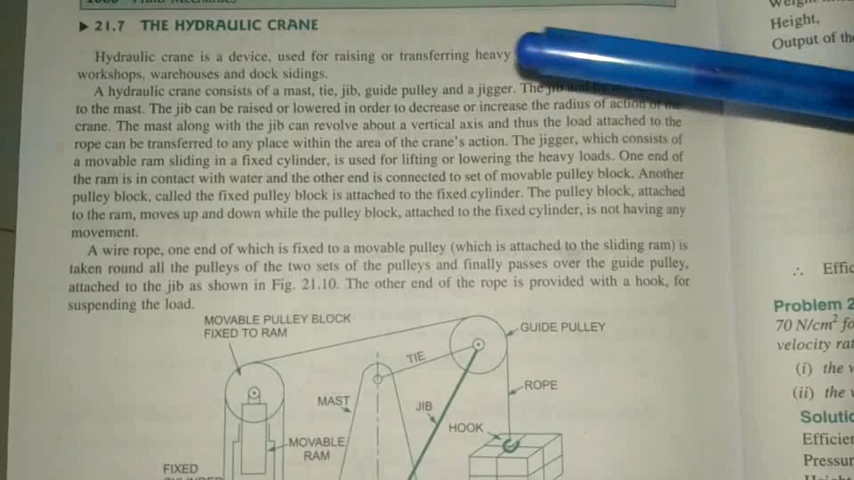 21.7 THE HYDRAULIC CRANE
Hydraulic crane is a device, used for raising or transferring heavy
workshops, warehouses and dock sidings.
A hydraulic crane consists of a mast, tie, jib, guide pulley and a jigger. The jib and
to the mast. The jib can be raised or lowered in order to decrease or increase the radius of action of the
crane. The mast along with the jib can revolve about a vertical axis and thus the load attached to the
rope can be transferred to any place within the area of the crane's action. The jigger, which consists of
a movable ram sliding in a fixed cylinder, is used for lifting or lowering the heavy loads. One end of
the ram is in contact with water and the other end is connected to set of movable pulley block. Another
pulley block, called the fixed pulley block is attached to the fixed cylinder. The pulley block, attached
to the ram, moves up and down while the pulley block, attached to the fixed cylinder, is not having any
movement.
A wire rope, one end of which is fixed to a movable pulley (which is attached to the sliding ram) is
taken round all the pulleys of the two sets of the pulleys and finally passes over the guide pulley,
attached to the jib as shown in Fig. 21.10. The other end of the rope is provided with a hook, for
suspending the load.
MOVABLE PULLEY BLOCK
FIXED TO RAM
GUIDE PULLEY
TIE
ROPE
MAST
JIB
HOOK
MOVABLE
RAM
FIXED
Height,
Output of the
∴ Effic
Problem 2
70 N/cm² fo
velocity rat
(i) the v
(ii) the v
Solutio
Efficien
Pressur